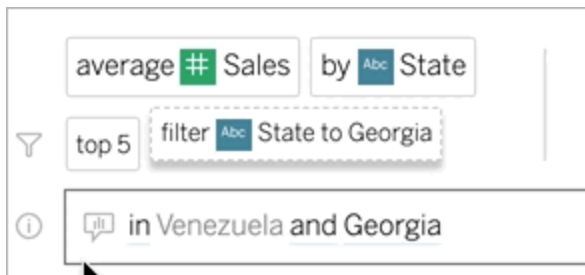 average # Sales by Abc State
top 5 filter Abc State to Georgia
in Venezuela and Georgia